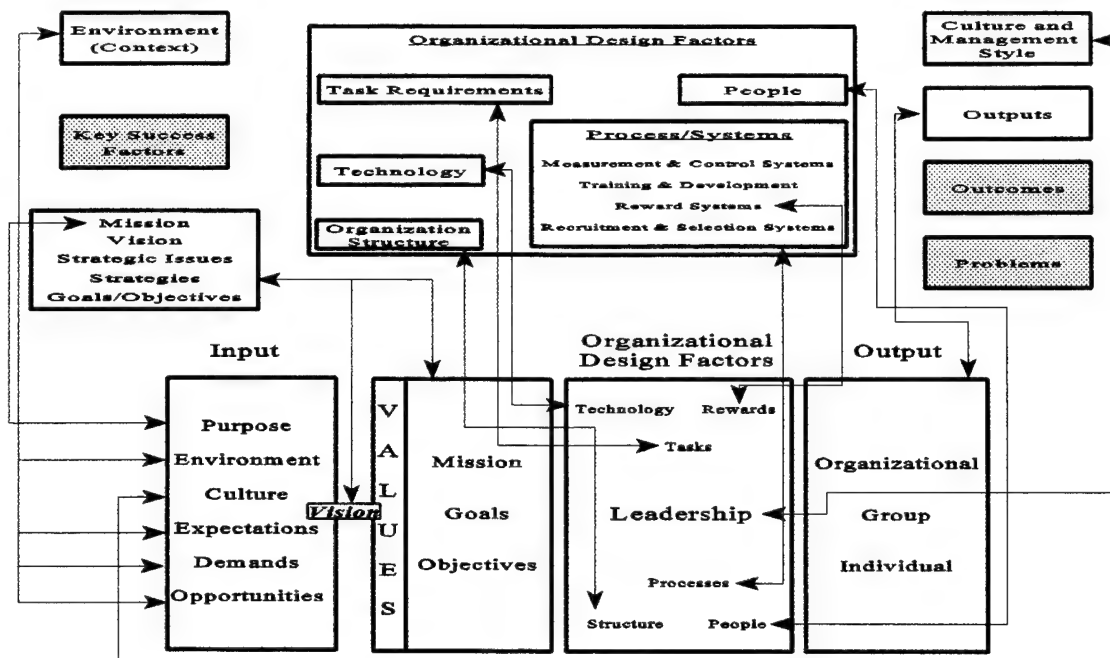 Environment
(Context)
Key Success
Factors
Mission
Vision
Strategic Issues
Strategies
Goals/Objectives
Organizational Design Factors
Task Requirements
People
Technology
Organization
Structure
Process/Systems
Measurement & Control Systems
Training & Development
Reward Systems
Recruitment & Selection Systems
Culture and
Management
Style
Outputs
Outcomes
Problems
Input
Purpose
Environment
Culture
Expectations
Demands
Opportunities
Vision
VALUES
Mission
Goals
Objectives
Organizational
Design Factors
Technology
Rewards
Tasks
Leadership
Processes
Structure
People
Output
Organizational
Group
Individual